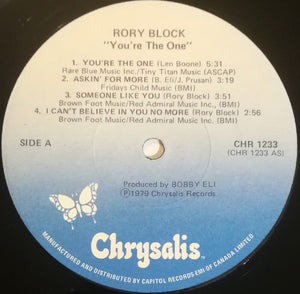 RORY BLOCK
"You're The One"
1. YOU'RE THE ONE (Len Boone) 5:31
Rare Blue Music Inc./Tiny Titan Music (ASCAP)
2. ASKIN' FOR MORE (B. Eli/J. Prusan) 3:19
Fridays Child Music (BMI)
3. SOMEONE LIKE YOU (Rory Block) 3:51
Brown Foot Music/Red Admiral Music Inc., (BMI)
4. I CAN'T BELIEVE IN YOU NO MORE (Rory Block) 2:56
Brown Foot Music/Red Admiral Music Inc. (BMI)
SIDE A
CHR 1233
(CHR 1233 AS)
Produced by BOBBY ELI
Ⓟ1979 Chrysalis Records
Chrysalis™
MANUFACTURED AND DISTRIBUTED BY CAPITOL RECORDS-EMI OF CANADA LIMITED